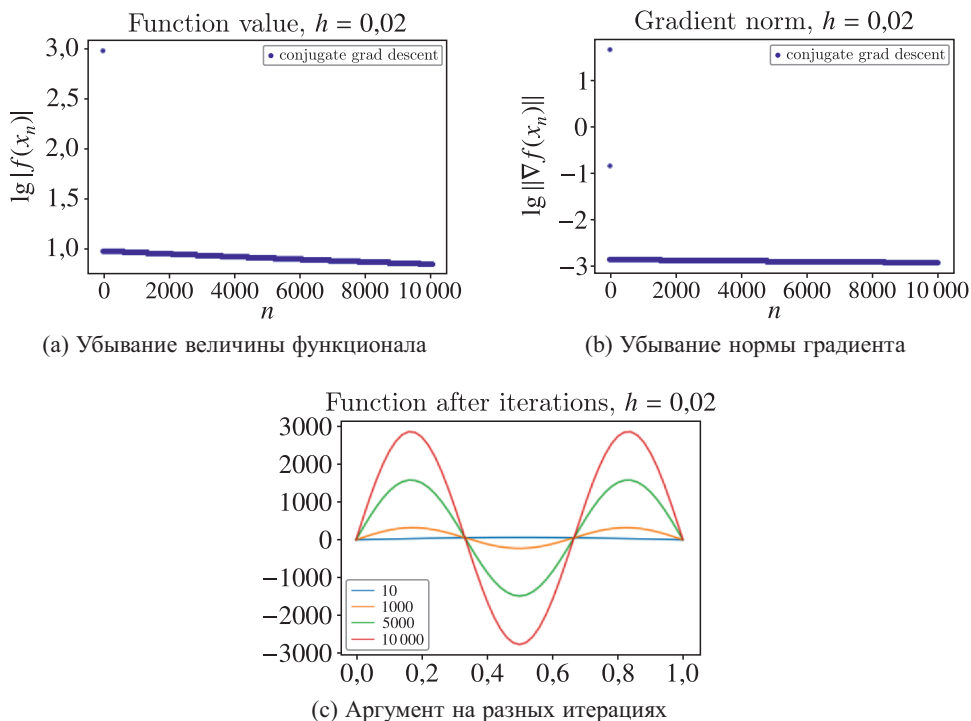 Function value, h = 0,02
lg |f(x_n)|
3,0
2,5
2,0
1,5
1,0
conjugate grad descent
0 2000 4000 6000 8000 10 000
n
(a) Убывание величины функционала
Gradient norm, h = 0,02
lg ||∇f(x_n)||
1
0
−1
−2
−3
conjugate grad descent
0 2000 4000 6000 8000 10 000
n
(b) Убывание нормы градиента
Function after iterations, h = 0,02
3000
2000
1000
0
−1000
−2000
−3000
10
1000
5000
10 000
0,0 0,2 0,4 0,6 0,8 1,0
(c) Аргумент на разных итерациях